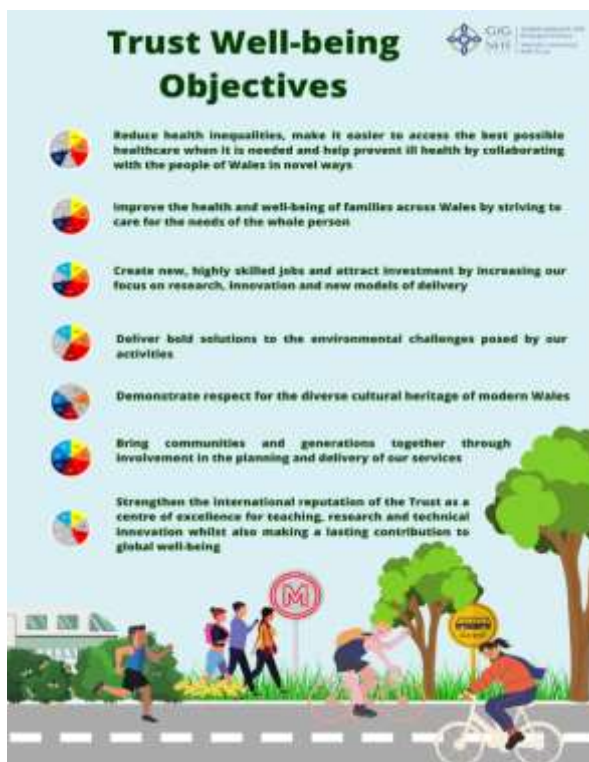 Trust Well-being
Objectives
GIG
NHS
Reduce health inequalities, make it easier to access the best possible
healthcare when it is needed and help prevent ill health by collaborating
with the people of Wales in novel ways
Improve the health and well-being of families across Wales by striving to
care for the needs of the whole person
Create new, highly skilled jobs and attract investment by increasing our
focus on research, innovation and new models of delivery
Deliver bold solutions to the environmental challenges posed by our
activities
Demonstrate respect for the diverse cultural heritage of modern Wales
Bring communities and generations together through
involvement in the planning and delivery of our services
Strengthen the international reputation of the Trust as a
centre of excellence for teaching, research and technical
innovation whilst also making a lasting contribution to
global well-being
M